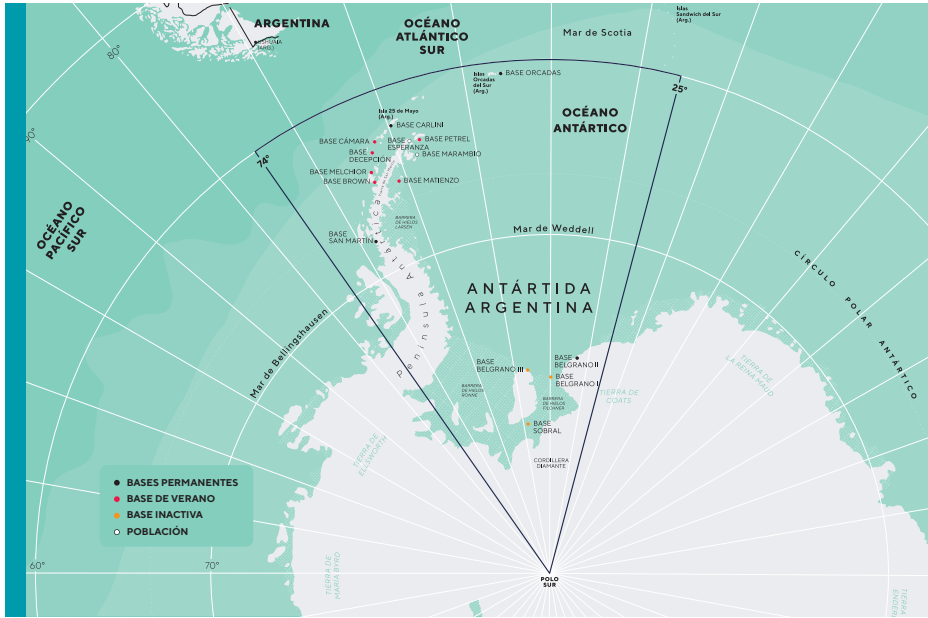 ARGENTINA
USHUAIA
(ARG.)
OCÉANO
ATLÁNTICO
SUR
Mar de Scotia
Islas
Sandwich del Sur
(Arg.)
80°
90°
Islas
Orcadas
del Sur
(Arg.)
BASE ORCADAS
25°
OCÉANO
ANTÁRTICO
Isla 25 de Mayo
(Arg.)
BASE CARLINI
BASE CÁMARA
BASE
ESPERANZA
BASE PETREL
BASE
DECEPCIÓN
BASE MARAMBIO
74°
BASE MELCHIOR
BASE BROWN
BASE MATIENZO
OCÉANO
PACÍFICO
SUR
BARRERA
DE HIELOS
LARSEN
BASE
SAN MARTÍN
Mar de Weddell
CÍRCULO POLAR ANTÁRTICO
Península Antártica
ANTÁRTIDA
ARGENTINA
Mar de Bellingshausen
BASE
BELGRANO III
BASE
BELGRANO II
BASE
BELGRANO I
BARRERA
DE HIELOS
RONNE
BARRERA
DE HIELOS
FILCHNER
TIERRA DE
COATS
TIERRA DE
LA REINA MAUD
BASE
SOBRAL
TIERRA DE
ELLSWORTH
CORDILLERA
DIAMANTE
BASES PERMANENTES
BASE DE VERANO
BASE INACTIVA
POBLACIÓN
60°
70°
TIERRA DE
MARIA BYRD
POLO
SUR
TIERRA